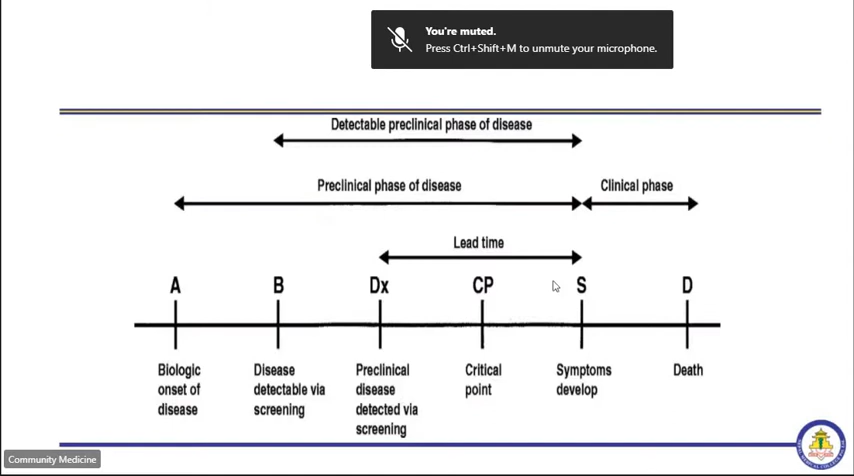 You're muted.
Press Ctrl+Shift+M to unmute your microphone.
Detectable preclinical phase of disease
Preclinical phase of disease
Clinical phase
Lead time
A
B
Dx
CP
S
D
Biologic
onset of
disease
Disease
detectable via
screening
Preclinical
disease
detected via
screening
Critical
point
Symptoms
develop
Death
Community Medicine